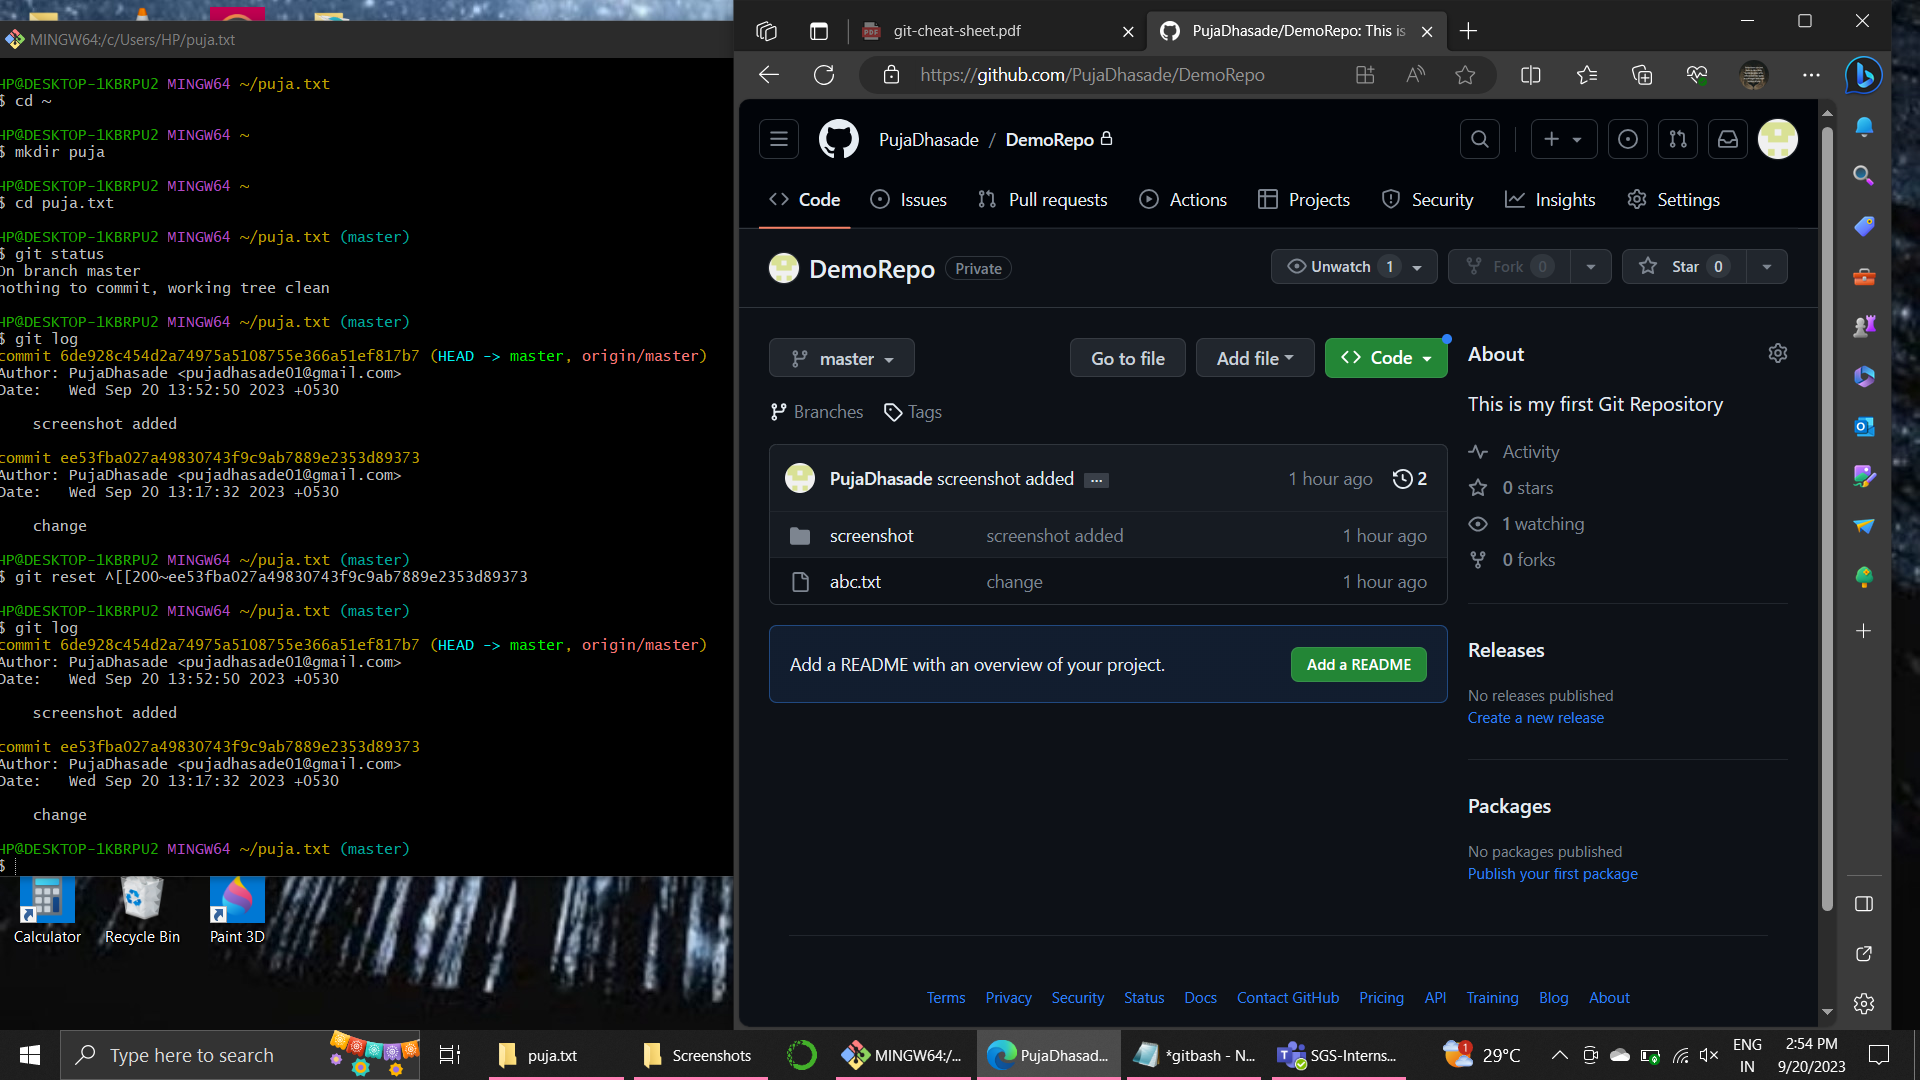 MINGW64:/c/Users/HP/puja.txt
HP@DESKTOP-1KBRPU2 MINGW64 ~/puja.txt
$ cd ~
HP@DESKTOP-1KBRPU2 MINGW64 ~
$ mkdir puja
HP@DESKTOP-1KBRPU2 MINGW64 ~
$ cd puja.txt
HP@DESKTOP-1KBRPU2 MINGW64 ~/puja.txt (master)
$ git status
On branch master
nothing to commit, working tree clean
HP@DESKTOP-1KBRPU2 MINGW64 ~/puja.txt (master)
$ git log
commit 6de928c454d2a74975a5108755e366a51ef817b7 (HEAD -> master, origin/master)
Author: PujaDhasade <pujadhasade01@gmail.com>
Date:   Wed Sep 20 13:52:50 2023 +0530
screenshot added
commit ee53fba027a49830743f9c9ab7889e2353d89373
Author: PujaDhasade <pujadhasade01@gmail.com>
Date:   Wed Sep 20 13:17:32 2023 +0530
change
HP@DESKTOP-1KBRPU2 MINGW64 ~/puja.txt (master)
$ git reset ^[[200~ee53fba027a49830743f9c9ab7889e2353d89373
HP@DESKTOP-1KBRPU2 MINGW64 ~/puja.txt (master)
$ git log
commit 6de928c454d2a74975a5108755e366a51ef817b7 (HEAD -> master, origin/master)
Author: PujaDhasade <pujadhasade01@gmail.com>
Date:   Wed Sep 20 13:52:50 2023 +0530
screenshot added
commit ee53fba027a49830743f9c9ab7889e2353d89373
Author: PujaDhasade <pujadhasade01@gmail.com>
Date:   Wed Sep 20 13:17:32 2023 +0530
change
HP@DESKTOP-1KBRPU2 MINGW64 ~/puja.txt (master)
$
Calculator
Recycle Bin
Paint 3D
git-cheat-sheet.pdf
PujaDhasade/DemoRepo: This is
https://github.com/PujaDhasade/DemoRepo
PujaDhasade / DemoRepo
Code Issues Pull requests Actions Projects Security Insights Settings
DemoRepo Private
Unwatch 1 Fork 0 Star 0
master Go to file Add file Code
Branches Tags
PujaDhasade screenshot added ... 1 hour ago 2
screenshot screenshot added 1 hour ago
abc.txt change 1 hour ago
Add a README with an overview of your project. Add a README
About
This is my first Git Repository
Activity
0 stars
1 watching
0 forks
Releases
No releases published
Create a new release
Packages
No packages published
Publish your first package
Terms Privacy Security Status Docs Contact GitHub Pricing API Training Blog About
Type here to search
puja.txt
Screenshots
MINGW64:/...
PujaDhasad...
*gitbash - N...
SGS-Interns...
1
29°C
ENG
IN
2:54 PM
9/20/2023